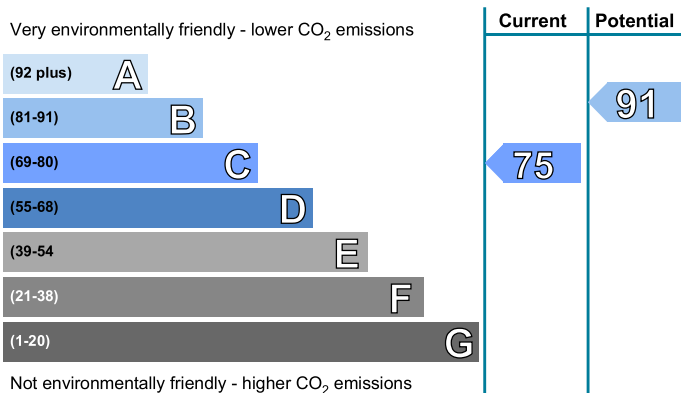 Very environmentally friendly - lower CO2 emissions
Current
Potential
(92 plus) A
(81-91) B
(69-80) C
(55-68) D
(39-54 E
(21-38) F
(1-20) G
91
75
Not environmentally friendly - higher CO2 emissions